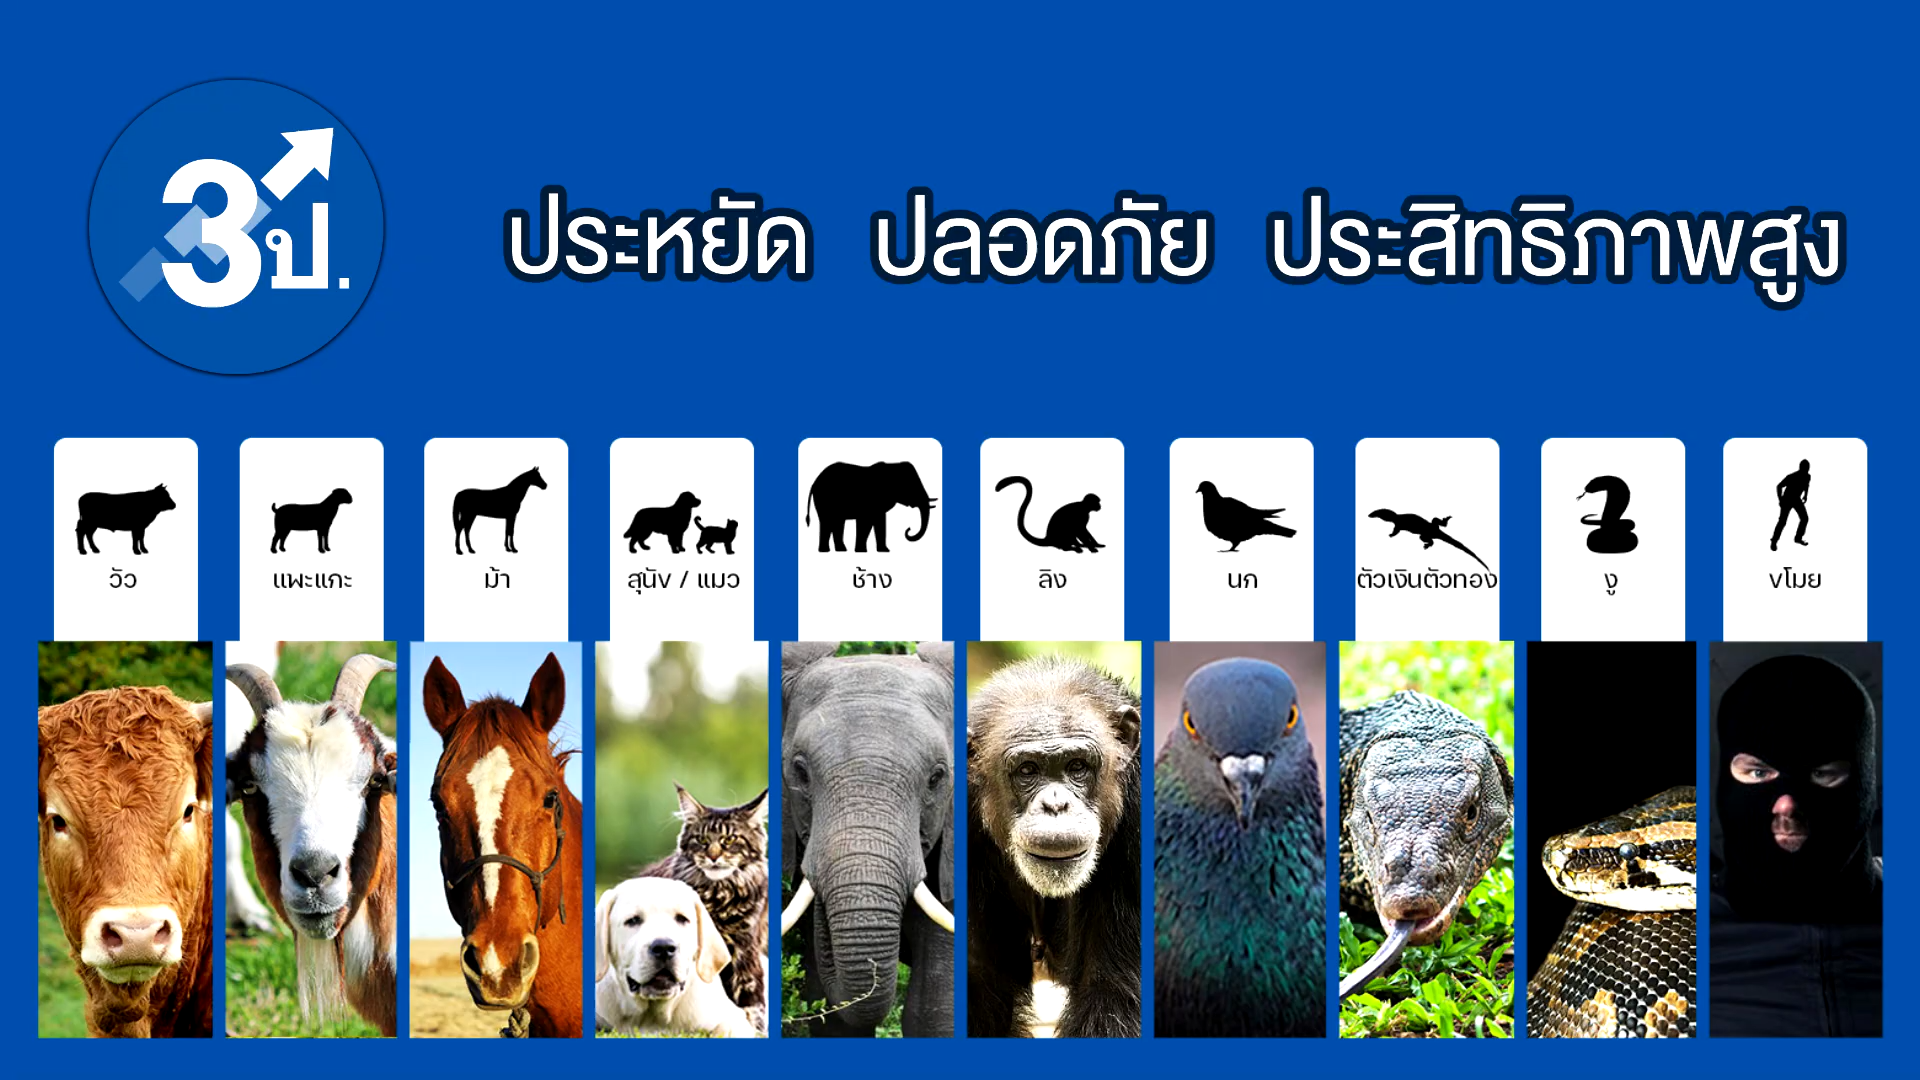 3ป.
ประหยัด ปลอดภัย ประสิทธิภาพสูง
วัว
แพะแกะ
ม้า
สุนัข / แมว
ช้าง
ลิง
นก
ตัวเงินตัวทอง
งู
ขโมย